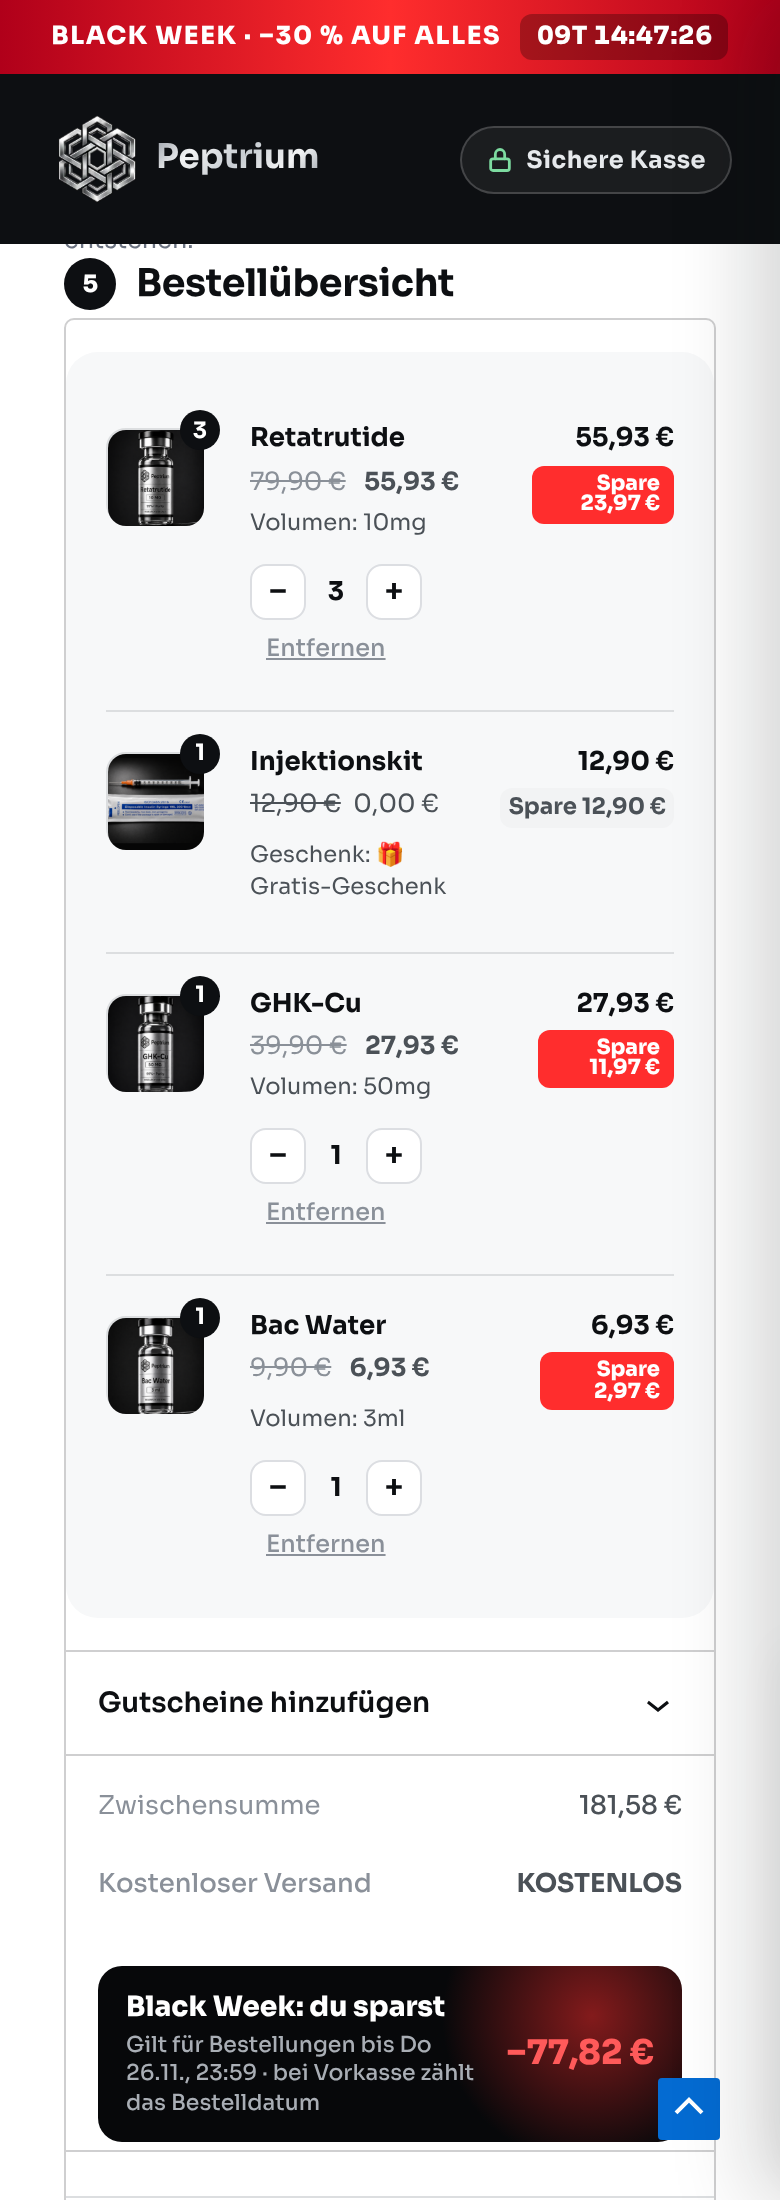 BLACK WEEK · −30 % AUF ALLES 09T 14:47:26
Peptrium
Sichere Kasse
entstehen.
5 Bestellübersicht
3
Retatrutide 55,93 €
79,90 € 55,93 €
Spare
23,97 €
Volumen: 10mg
− 3 +
Entfernen
1
Injektionskit 12,90 €
12,90 € 0,00 € Spare 12,90 €
Geschenk: 🎁
Gratis-Geschenk
1
GHK-Cu 27,93 €
39,90 € 27,93 €
Spare
11,97 €
Volumen: 50mg
− 1 +
Entfernen
1
Bac Water 6,93 €
9,90 € 6,93 €
Spare
2,97 €
Volumen: 3ml
− 1 +
Entfernen
Gutscheine hinzufügen
Zwischensumme 181,58 €
Kostenloser Versand KOSTENLOS
Black Week: du sparst
Gilt für Bestellungen bis Do
26.11., 23:59 · bei Vorkasse zählt
das Bestelldatum
−77,82 €